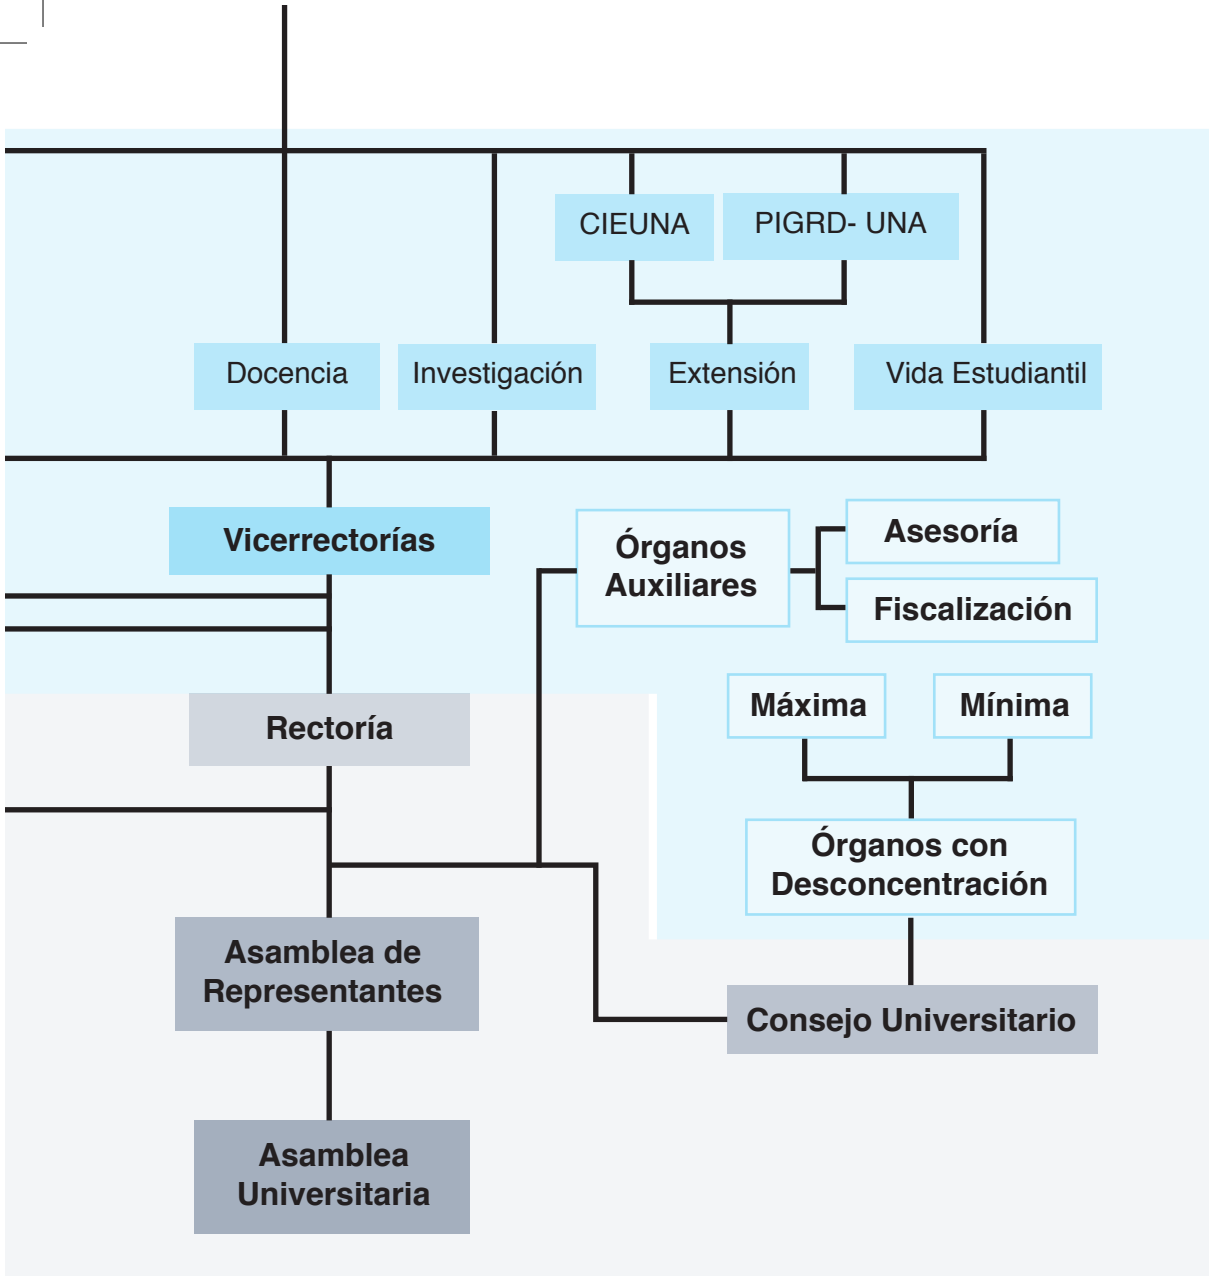 CIEUNA
PIGRD- UNA
Docencia
Investigación
Extensión
Vida Estudiantil
Vicerrectorías
Órganos
Auxiliares
Asesoría
Fiscalización
Rectoría
Máxima
Mínima
Órganos con
Desconcentración
Asamblea de
Representantes
Consejo Universitario
Asamblea
Universitaria